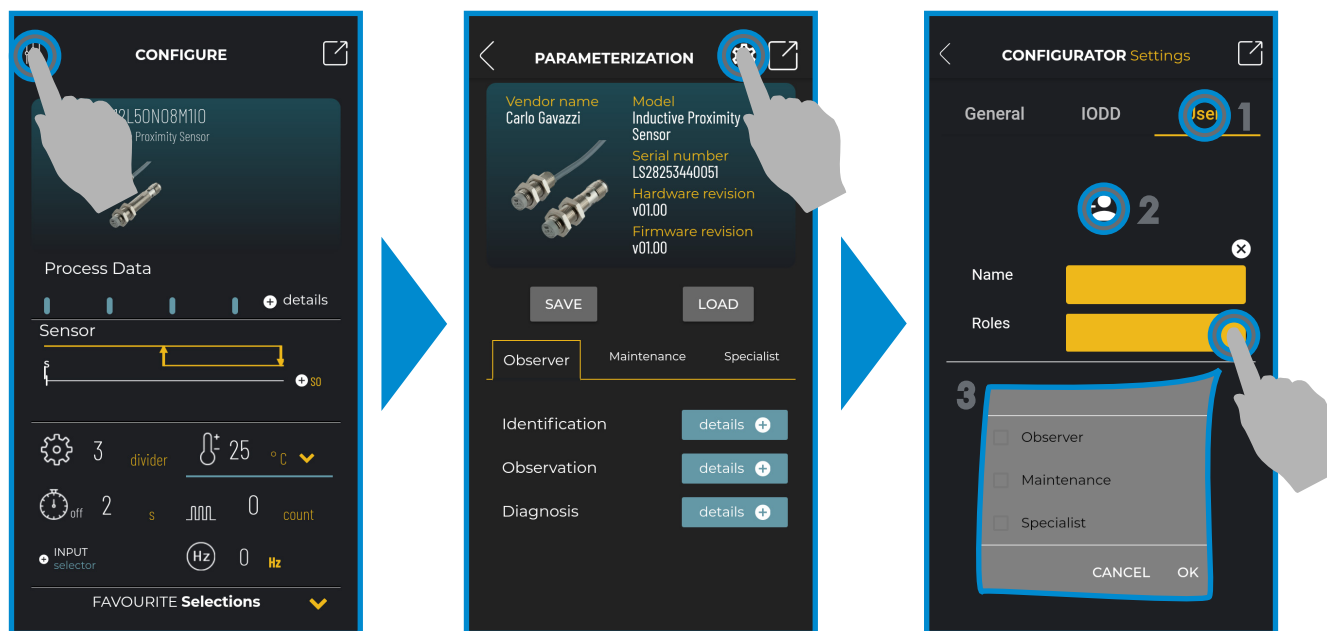 CONFIGURE
2L50N08M1IO
Proximity Sensor
Process Data
details
Sensor
s
SO
3 divider 25 °C
off 2 s 0 count
INPUT
selector
Hz 0 Hz
FAVOURITE Selections
PARAMETERIZATION
Vendor name
Carlo Gavazzi
Model
Inductive Proximity
Sensor
Serial number
LS28253440051
Hardware revision
v01.00
Firmware revision
v01.00
SAVE LOAD
Observer Maintenance Specialist
Identification details
Observation details
Diagnosis details
CONFIGURATOR Settings
General IODD User 1
2
Name
Roles
3
Observer
Maintenance
Specialist
CANCEL OK